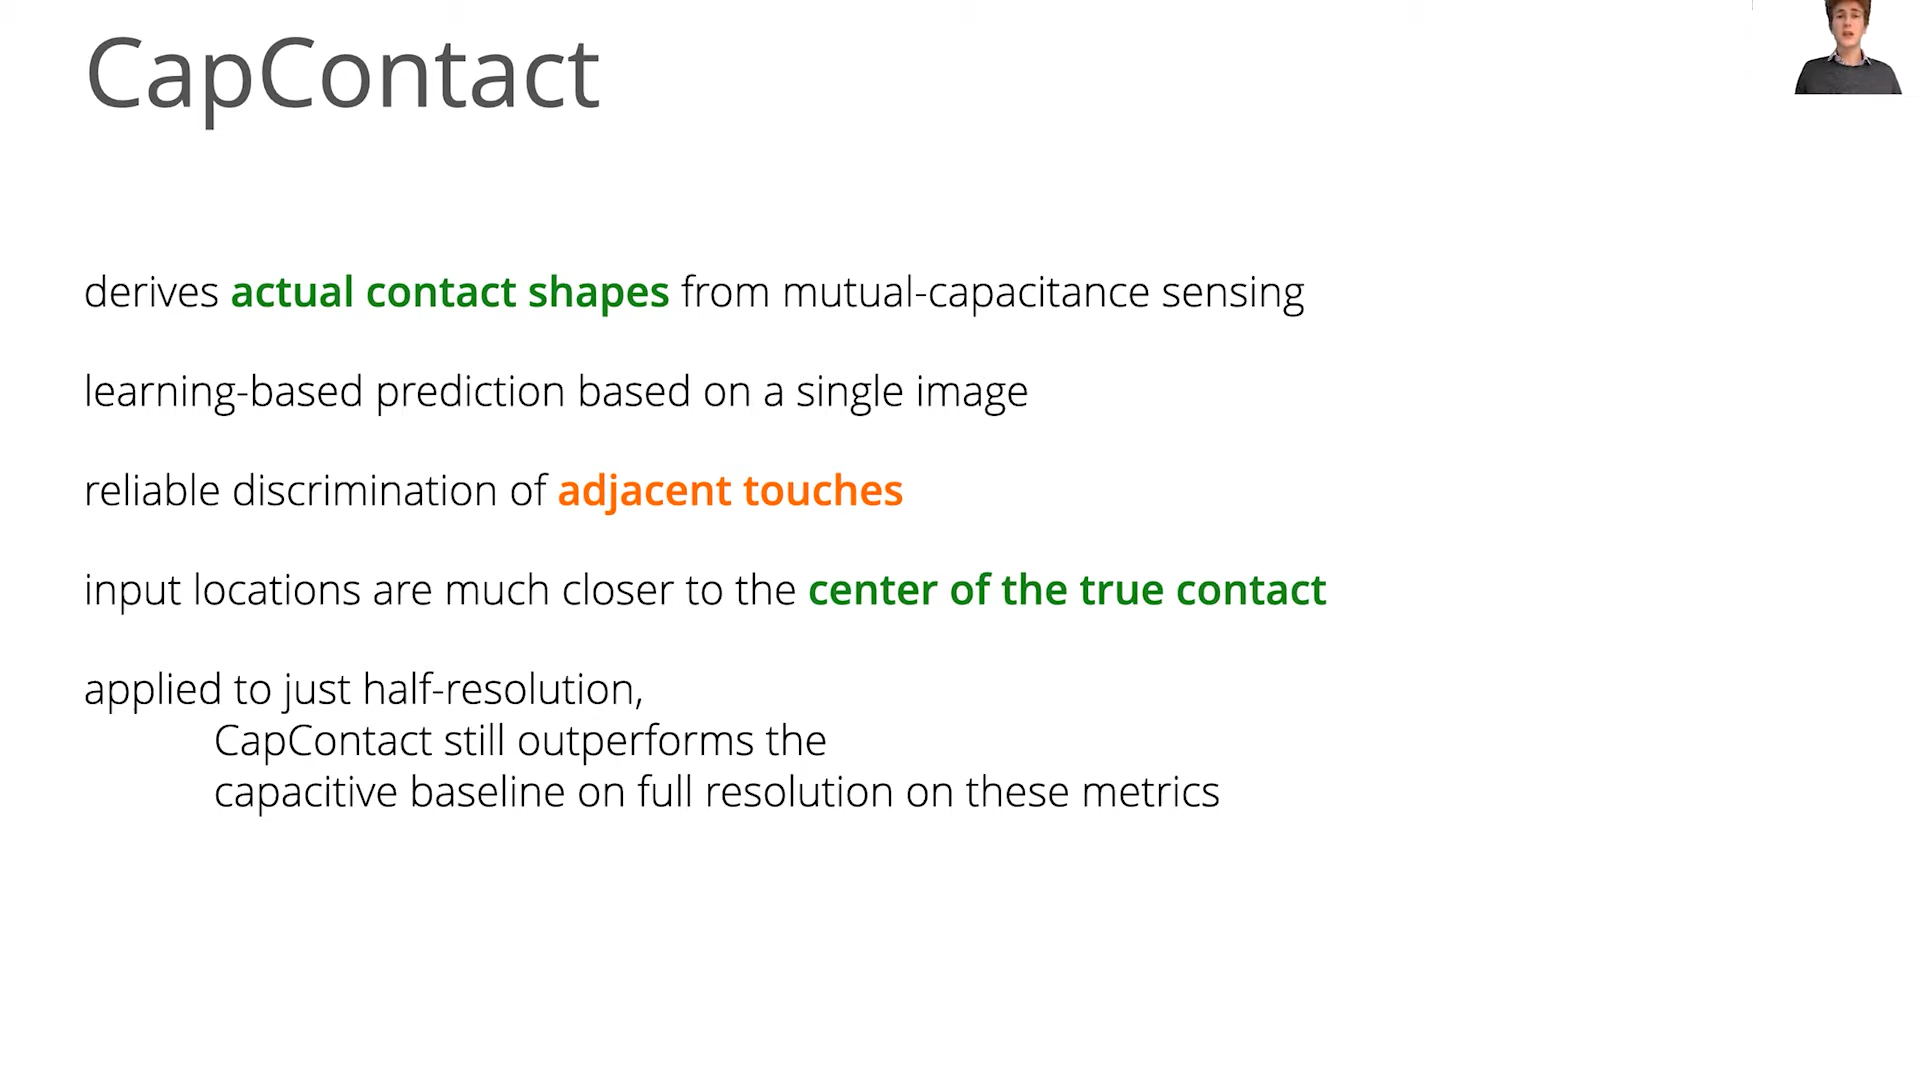 CapContact
derives actual contact shapes from mutual-capacitance sensing
learning-based prediction based on a single image
reliable discrimination of adjacent touches
input locations are much closer to the center of the true contact
applied to just half-resolution,
CapContact still outperforms the
capacitive baseline on full resolution on these metrics